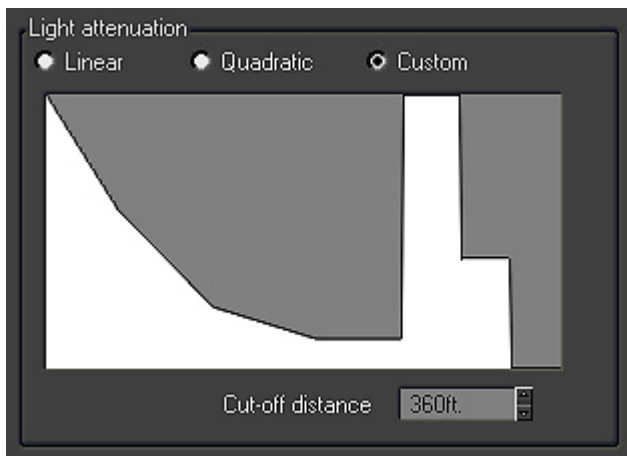 Light attenuation
Linear Quadratic Custom
Cut-off distance 360ft.